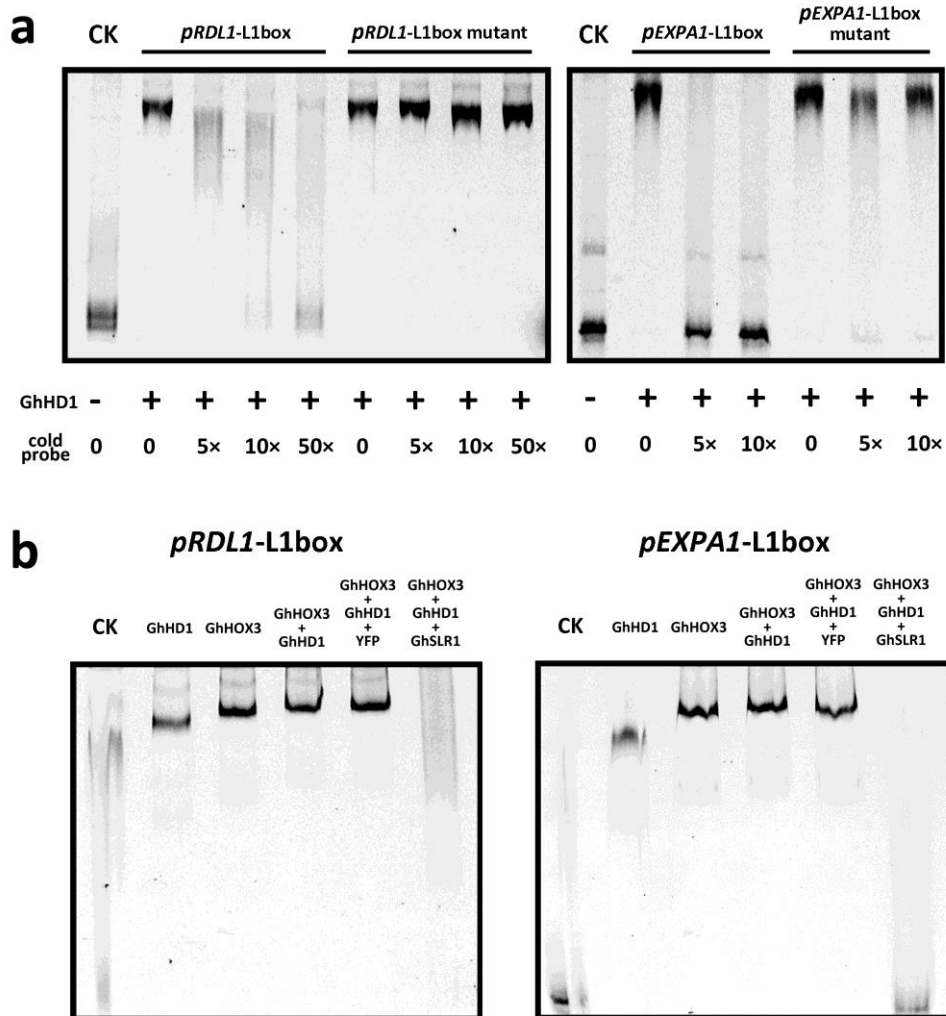 a
CK pRDL1-L1box pRDL1-L1box mutant CK pEXPA1-L1box pEXPA1-L1box
mutant
GhHD1 - + + + + + + + + - + + + + + +
cold
probe 0 0 5× 10× 50× 0 5× 10× 50× 0 0 5× 10× 0 5× 10×
b
pRDL1-L1box pEXPA1-L1box
CK GhHD1 GhHOX3 GhHOX3
+
GhHD1 GhHOX3
+
GhHD1
+
YFP GhHOX3
+
GhHD1
+
GhSLR1
CK GhHD1 GhHOX3 GhHOX3
+
GhHD1 GhHOX3
+
GhHD1
+
YFP GhHOX3
+
GhHD1
+
GhSLR1